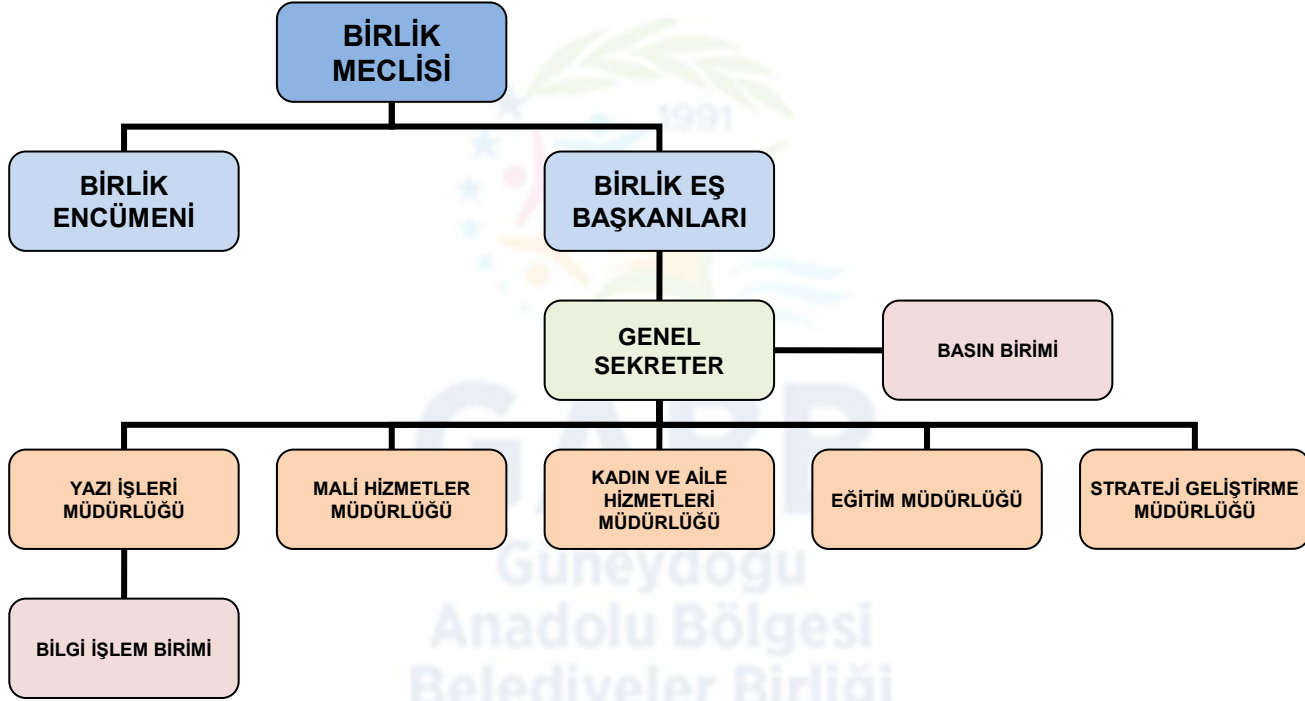 BİRLİK
MECLİSİ
1991
BİRLİK
ENCÜMENİ
BİRLİK EŞ
BAŞKANLARI
GENEL
SEKRETER
BASIN BİRİMİ
GABB
YAZI İŞLERİ
MÜDÜRLÜĞÜ
MALİ HİZMETLER
MÜDÜRLÜĞÜ
KADIN VE AİLE
HİZMETLERİ
MÜDÜRLÜĞÜ
EĞİTİM MÜDÜRLÜĞÜ
STRATEJİ GELİŞTİRME
MÜDÜRLÜĞÜ
Güneydoğu
Anadolu Bölgesi
Belediyeler Birliği
BİLGİ İŞLEM BİRİMİ